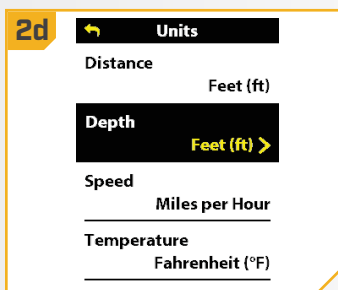 2d
Units
Distance
Feet (ft)
Depth
Feet (ft) >
Speed
Miles per Hour
Temperature
Fahrenheit (°F)